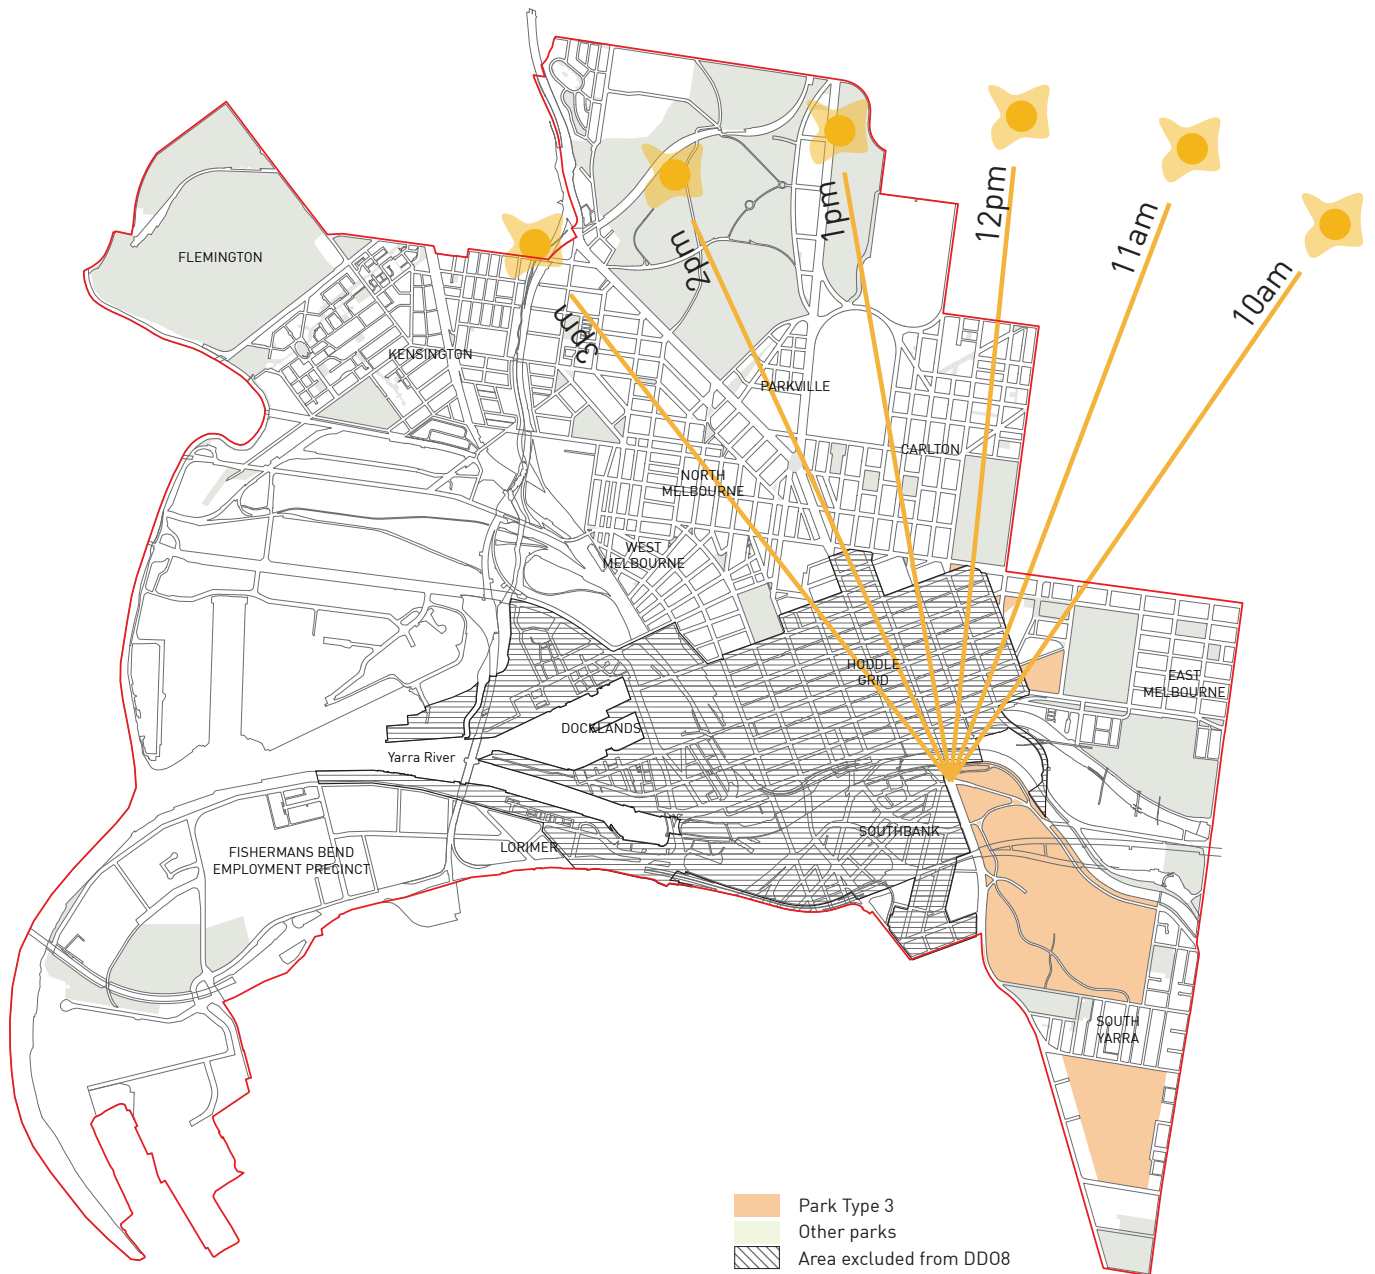 12pm
1pm
11am
2pm
10am
3pm
FLEMINGTON
KENSINGTON
PARKVILLE
CARLTON
NORTH
MELBOURNE
WEST
MELBOURNE
HODDLE
GRID
EAST
MELBOURNE
DOCKLANDS
Yarra River
SOUTHBANK
LORIMER
FISHERMANS BEND
EMPLOYMENT PRECINCT
SOUTH
YARRA
Park Type 3
Other parks
Area excluded from DDO8